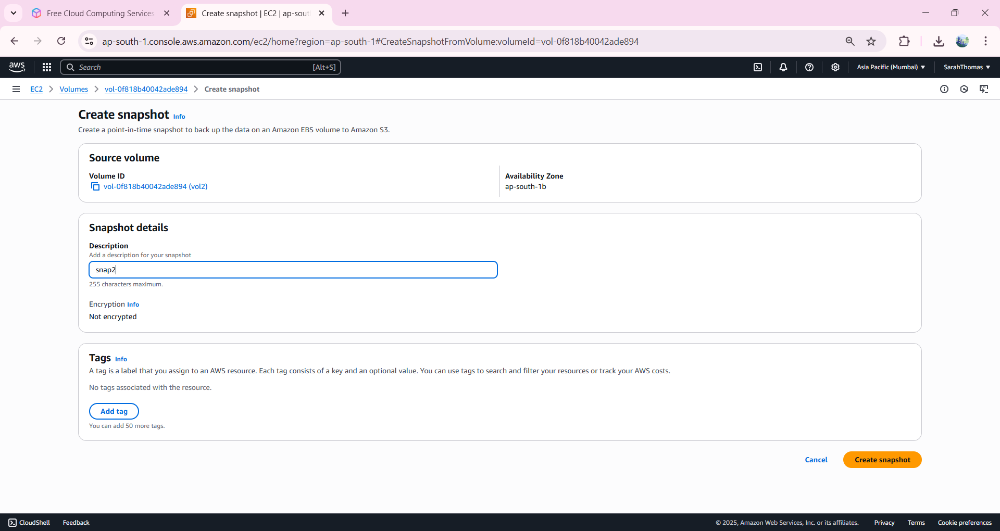 Free Cloud Computing Services
Create snapshot | EC2 | ap-sout
ap-south-1.console.aws.amazon.com/ec2/home?region=ap-south-1#CreateSnapshotFromVolume:volumeId=vol-0f818b40042ade894
aws
Search [Alt+S]
Asia Pacific (Mumbai)
SarahThomas
EC2 > Volumes > vol-0f818b40042ade894 > Create snapshot
Create snapshot Info
Create a point-in-time snapshot to back up the data on an Amazon EBS volume to Amazon S3.
Source volume
Volume ID
vol-0f818b40042ade894 (vol2)
Availability Zone
ap-south-1b
Snapshot details
Description
Add a description for your snapshot
snap2
255 characters maximum.
Encryption Info
Not encrypted
Tags Info
A tag is a label that you assign to an AWS resource. Each tag consists of a key and an optional value. You can use tags to search and filter your resources or track your AWS costs.
No tags associated with the resource.
Add tag
You can add 50 more tags.
Cancel
Create snapshot
CloudShell
Feedback
© 2025, Amazon Web Services, Inc. or its affiliates.
Privacy
Terms
Cookie preferences